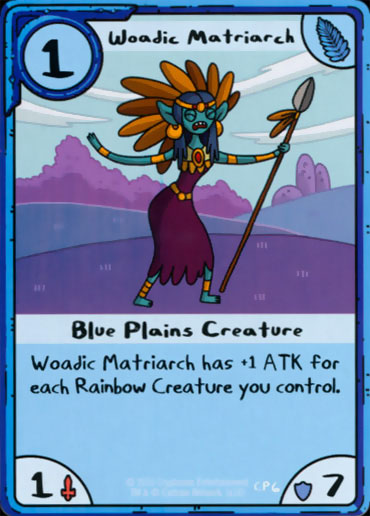 1
Woadic Matriarch
Blue Plains Creature
Woadic Matriarch has +1 ATK for
each Rainbow Creature you control.
1
CP6
7